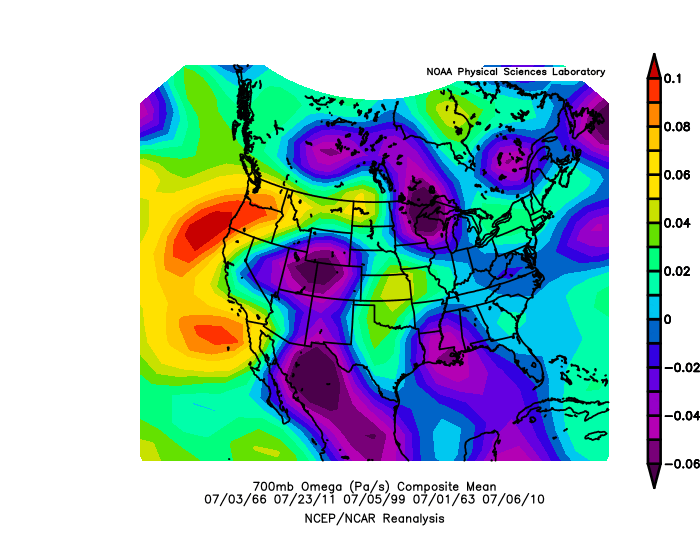 NOAA Physical Sciences Laboratory
0.1
0.08
0.06
0.04
0.02
0
−0.02
−0.04
−0.06
700mb Omega (Pa/s) Composite Mean
07/03/66 07/23/11 07/05/99 07/01/63 07/06/10
NCEP/NCAR Reanalysis